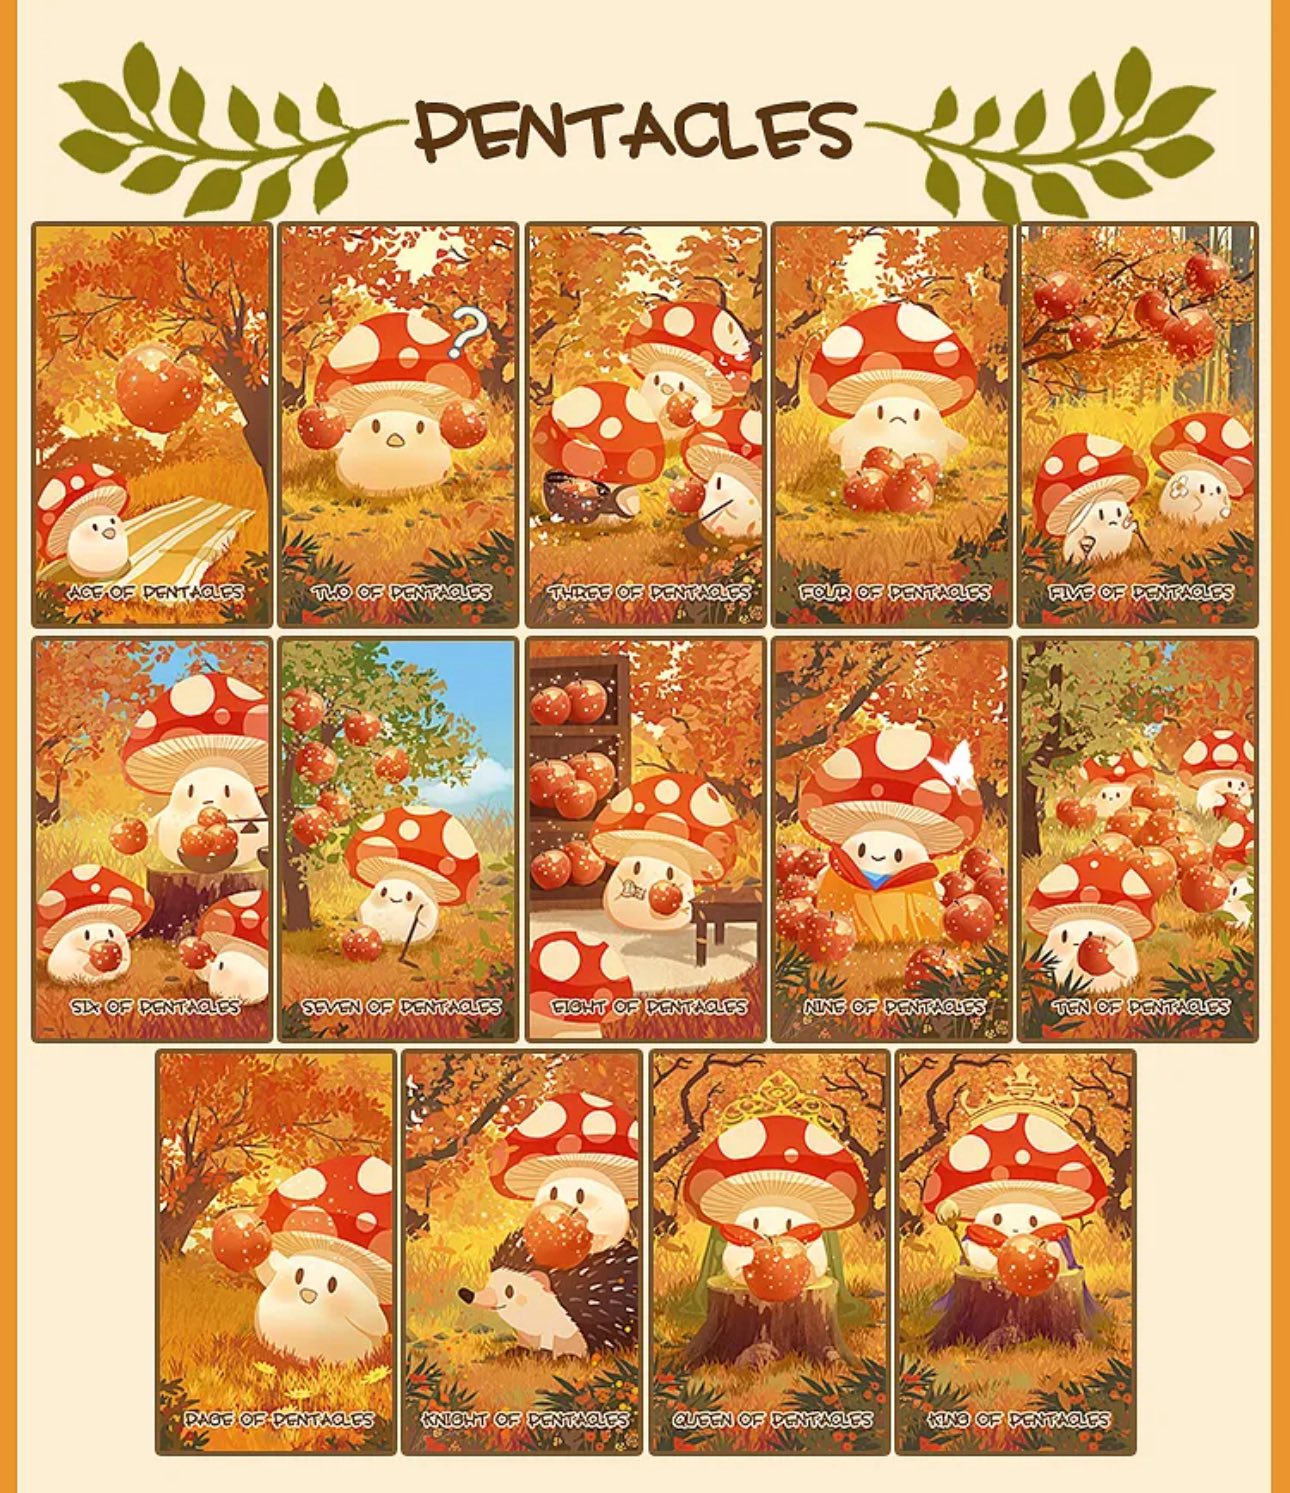 PENTACLES
?
ACE OF PENTACLES
TWO OF PENTACLES
THREE OF PENTACLES
FOUR OF PENTACLES
FIVE OF PENTACLES
SIX OF PENTACLES
SEVEN OF PENTACLES
EIGHT OF PENTACLES
NINE OF PENTACLES
TEN OF PENTACLES
PAGE OF PENTACLES
KNIGHT OF PENTACLES
QUEEN OF PENTACLES
KING OF PENTACLES